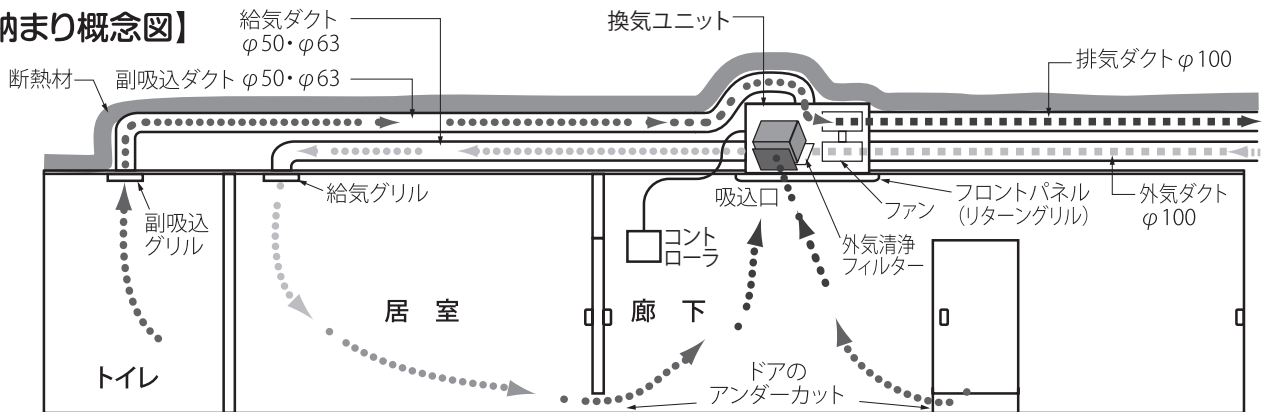 納まり概念図】
給気ダクト
φ50・φ63
換気ユニット
断熱材
副吸込ダクト φ50・φ63
排気ダクトφ100
副吸込
グリル
給気グリル
吸込口
ファン
フロントパネル
(リターングリル)
外気ダクト
φ100
コント
ローラ
外気清浄
フィルター
居 室
廊 下
トイレ
ドアの
アンダーカット